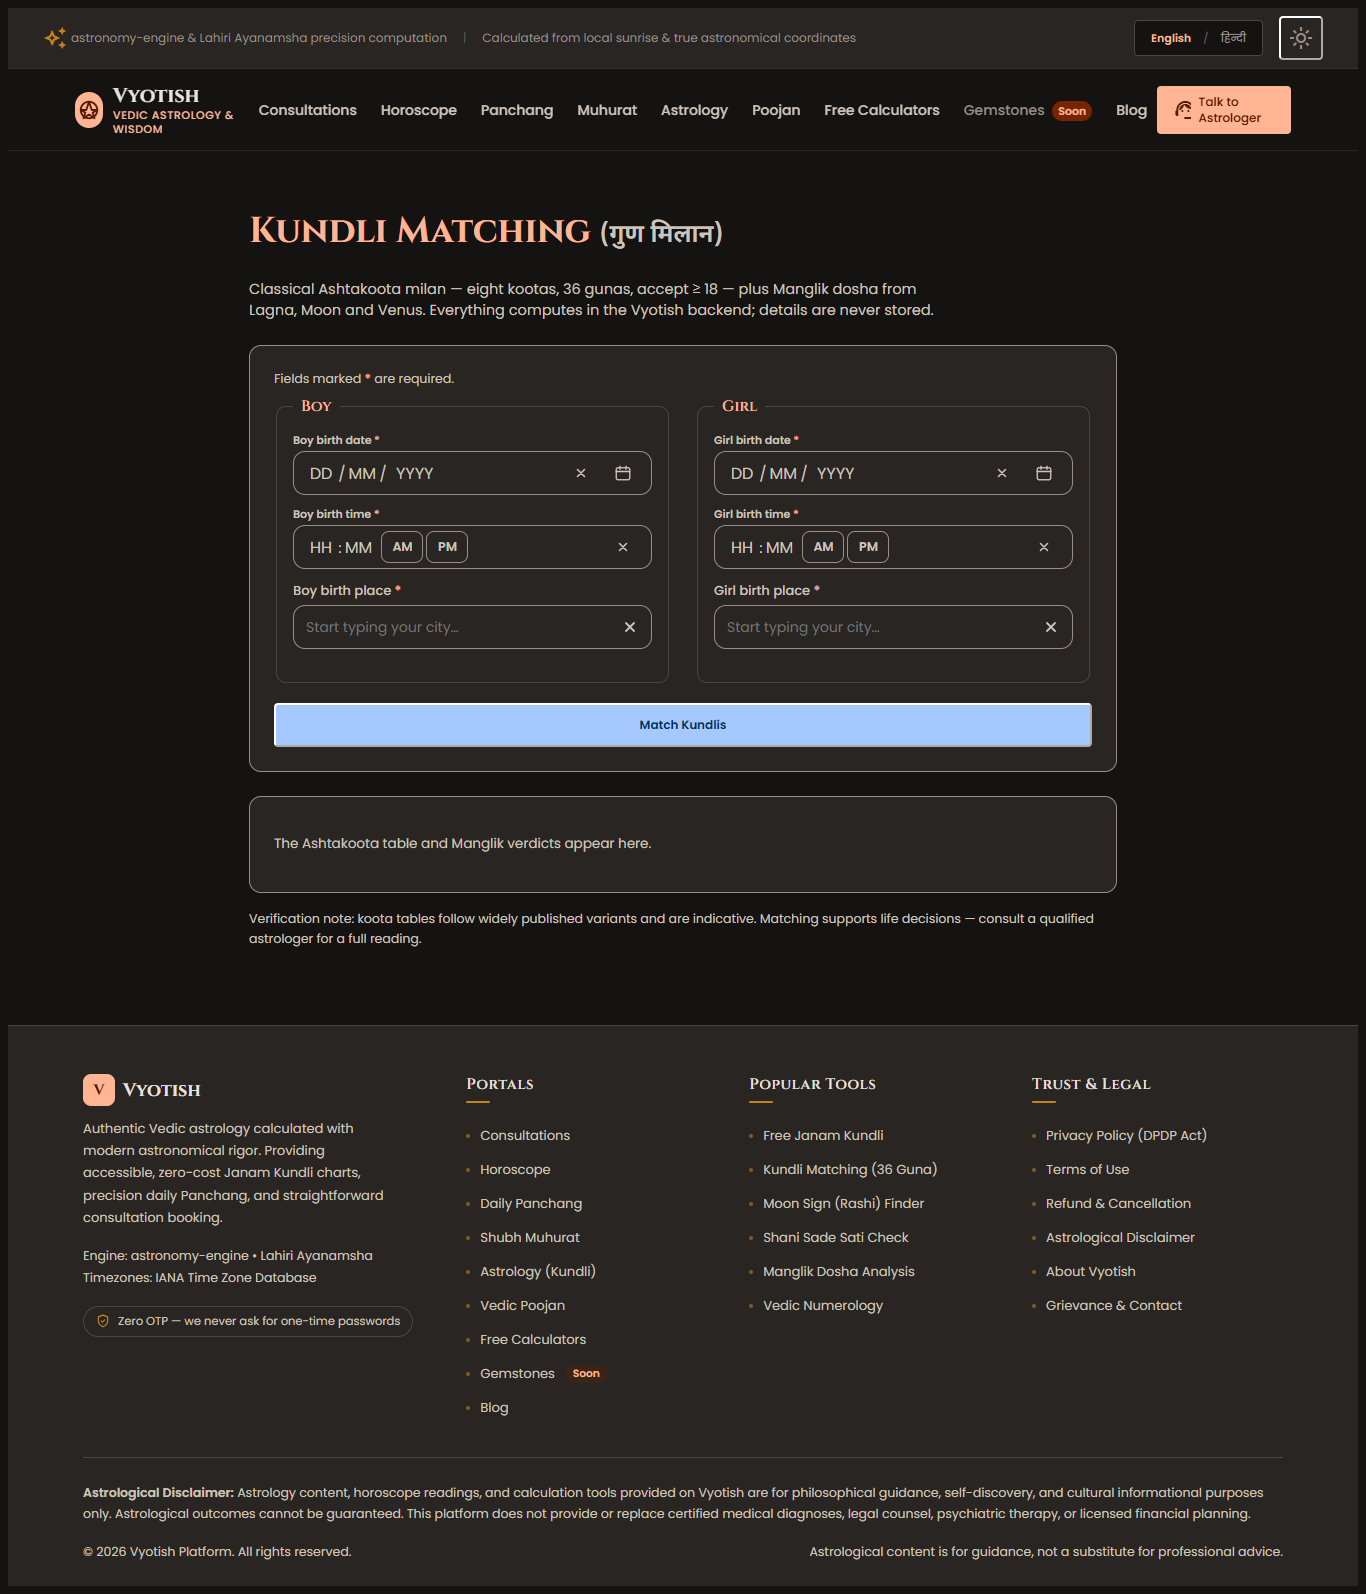 astronomy-engine & Lahiri Ayanamsha precision computation | Calculated from local sunrise & true astronomical coordinates
English / हिन्दी
Vyotish
VEDIC ASTROLOGY &
WISDOM
Consultations Horoscope Panchang Muhurat Astrology Poojan Free Calculators Gemstones Soon Blog
Talk to
Astrologer
Kundli Matching (गुण मिलान)
Classical Ashtakoota milan — eight kootas, 36 gunas, accept ≥ 18 — plus Manglik dosha from
Lagna, Moon and Venus. Everything computes in the Vyotish backend; details are never stored.
Fields marked * are required.
Boy
Boy birth date *
DD / MM / YYYY
Boy birth time *
HH : MM AM PM
Boy birth place *
Start typing your city…
Girl
Girl birth date *
DD / MM / YYYY
Girl birth time *
HH : MM AM PM
Girl birth place *
Start typing your city…
Match Kundlis
The Ashtakoota table and Manglik verdicts appear here.
Verification note: koota tables follow widely published variants and are indicative. Matching supports life decisions — consult a qualified
astrologer for a full reading.
V Vyotish
Authentic Vedic astrology calculated with
modern astronomical rigor. Providing
accessible, zero-cost Janam Kundli charts,
precision daily Panchang, and straightforward
consultation booking.
Engine: astronomy-engine • Lahiri Ayanamsha
Timezones: IANA Time Zone Database
Zero OTP — we never ask for one-time passwords
Portals
Consultations
Horoscope
Daily Panchang
Shubh Muhurat
Astrology (Kundli)
Vedic Poojan
Free Calculators
Gemstones Soon
Blog
Popular Tools
Free Janam Kundli
Kundli Matching (36 Guna)
Moon Sign (Rashi) Finder
Shani Sade Sati Check
Manglik Dosha Analysis
Vedic Numerology
Trust & Legal
Privacy Policy (DPDP Act)
Terms of Use
Refund & Cancellation
Astrological Disclaimer
About Vyotish
Grievance & Contact
Astrological Disclaimer: Astrology content, horoscope readings, and calculation tools provided on Vyotish are for philosophical guidance, self-discovery, and cultural informational purposes
only. Astrological outcomes cannot be guaranteed. This platform does not provide or replace certified medical diagnoses, legal counsel, psychiatric therapy, or licensed financial planning.
© 2026 Vyotish Platform. All rights reserved.
Astrological content is for guidance, not a substitute for professional advice.